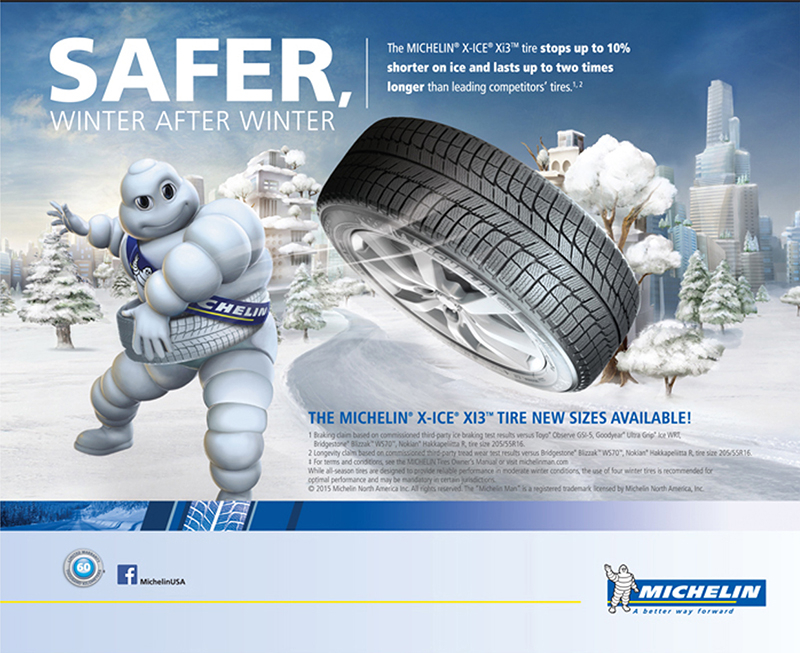 SAFER,
WINTER AFTER WINTER
The MICHELIN® X-ICE® Xi3™ tire stops up to 10%
shorter on ice and lasts up to two times
longer than leading competitors' tires.1, 2
CHELIN
THE MICHELIN® X-ICE® XI3™ TIRE NEW SIZES AVAILABLE!
1 Braking claim based on commissioned third-party ice braking test results versus Toyo® Observe GSI-5, Goodyear® Ultra Grip® Ice WRT,
Bridgestone® Blizzak™ WS70™, Nokian® Hakkapeliitta R, tire size 205/55R16.
2 Longevity claim based on commissioned third-party tread wear test results versus Bridgestone® Blizzak™ WS70™, Nokian® Hakkapeliitta R, tire size 205/55R16.
‡ For terms and conditions, see the MICHELIN Tires Owner's Manual or visit michelinman.com
While all-season tires are designed to provide reliable performance in moderate winter conditions, the use of four winter tires is recommended for
optimal performance and may be mandatory in certain jurisdictions.
© 2015 Michelin North America Inc. All rights reserved. The "Michelin Man" is a registered trademark licensed by Michelin North America, Inc.
60
MichelinUSA
MICHELIN
A better way forward